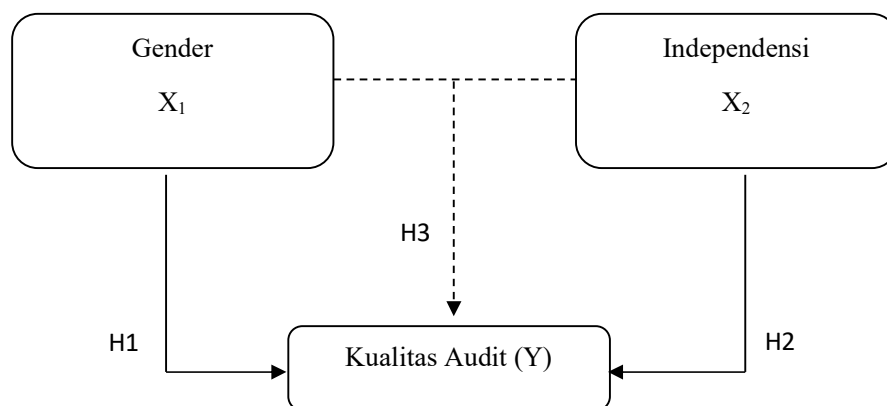 Gender
X₁
Independensi
X₂
H3
H1
Kualitas Audit (Y)
H2